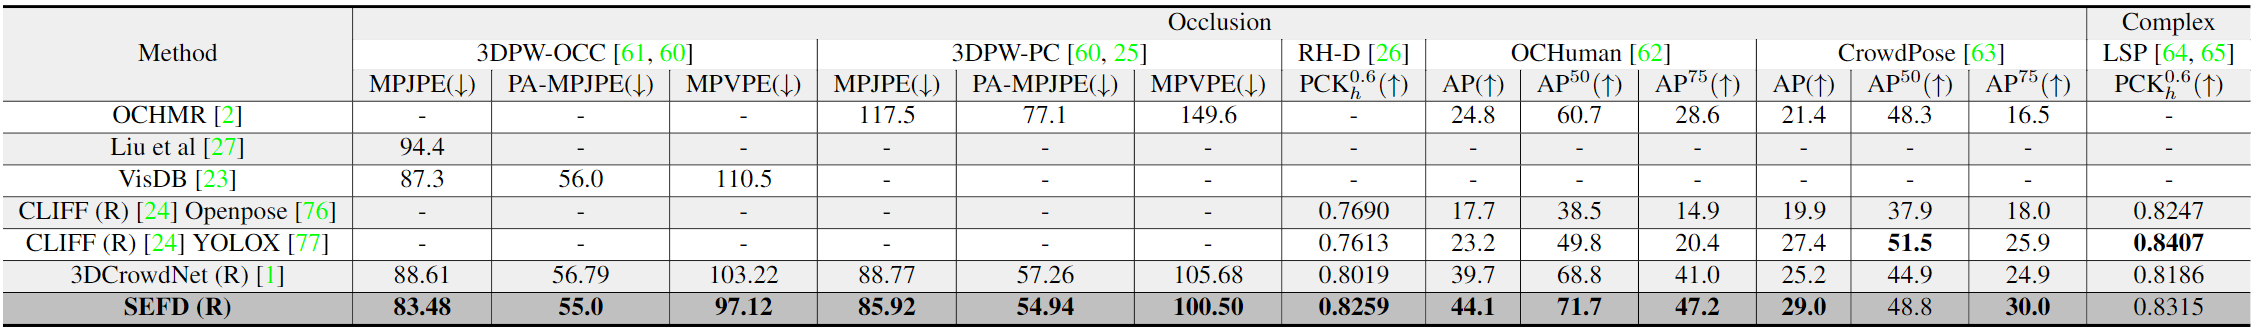 Method Occlusion Complex
3DPW-OCC [61, 60] 3DPW-PC [60, 25] RH-D [26] OCHuman [62] CrowdPose [63] LSP [64, 65]
MPJPE(↓) PA-MPJPE(↓) MPVPE(↓) MPJPE(↓) PA-MPJPE(↓) MPVPE(↓) PCK_h^0.6(↑) AP(↑) AP^50(↑) AP^75(↑) AP(↑) AP^50(↑) AP^75(↑) PCK_h^0.6(↑)
OCHMR [2] - - - 117.5 77.1 149.6 - 24.8 60.7 28.6 21.4 48.3 16.5 -
Liu et al [27] 94.4 - - - - - - - - - - - - -
VisDB [23] 87.3 56.0 110.5 - - - - - - - - - - -
CLIFF (R) [24] Openpose [76] - - - - - - 0.7690 17.7 38.5 14.9 19.9 37.9 18.0 0.8247
CLIFF (R) [24] YOLOX [77] - - - - - - 0.7613 23.2 49.8 20.4 27.4 51.5 25.9 0.8407
3DCrowdNet (R) [1] 88.61 56.79 103.22 88.77 57.26 105.68 0.8019 39.7 68.8 41.0 25.2 44.9 24.9 0.8186
SEFD (R) 83.48 55.0 97.12 85.92 54.94 100.50 0.8259 44.1 71.7 47.2 29.0 48.8 30.0 0.8315